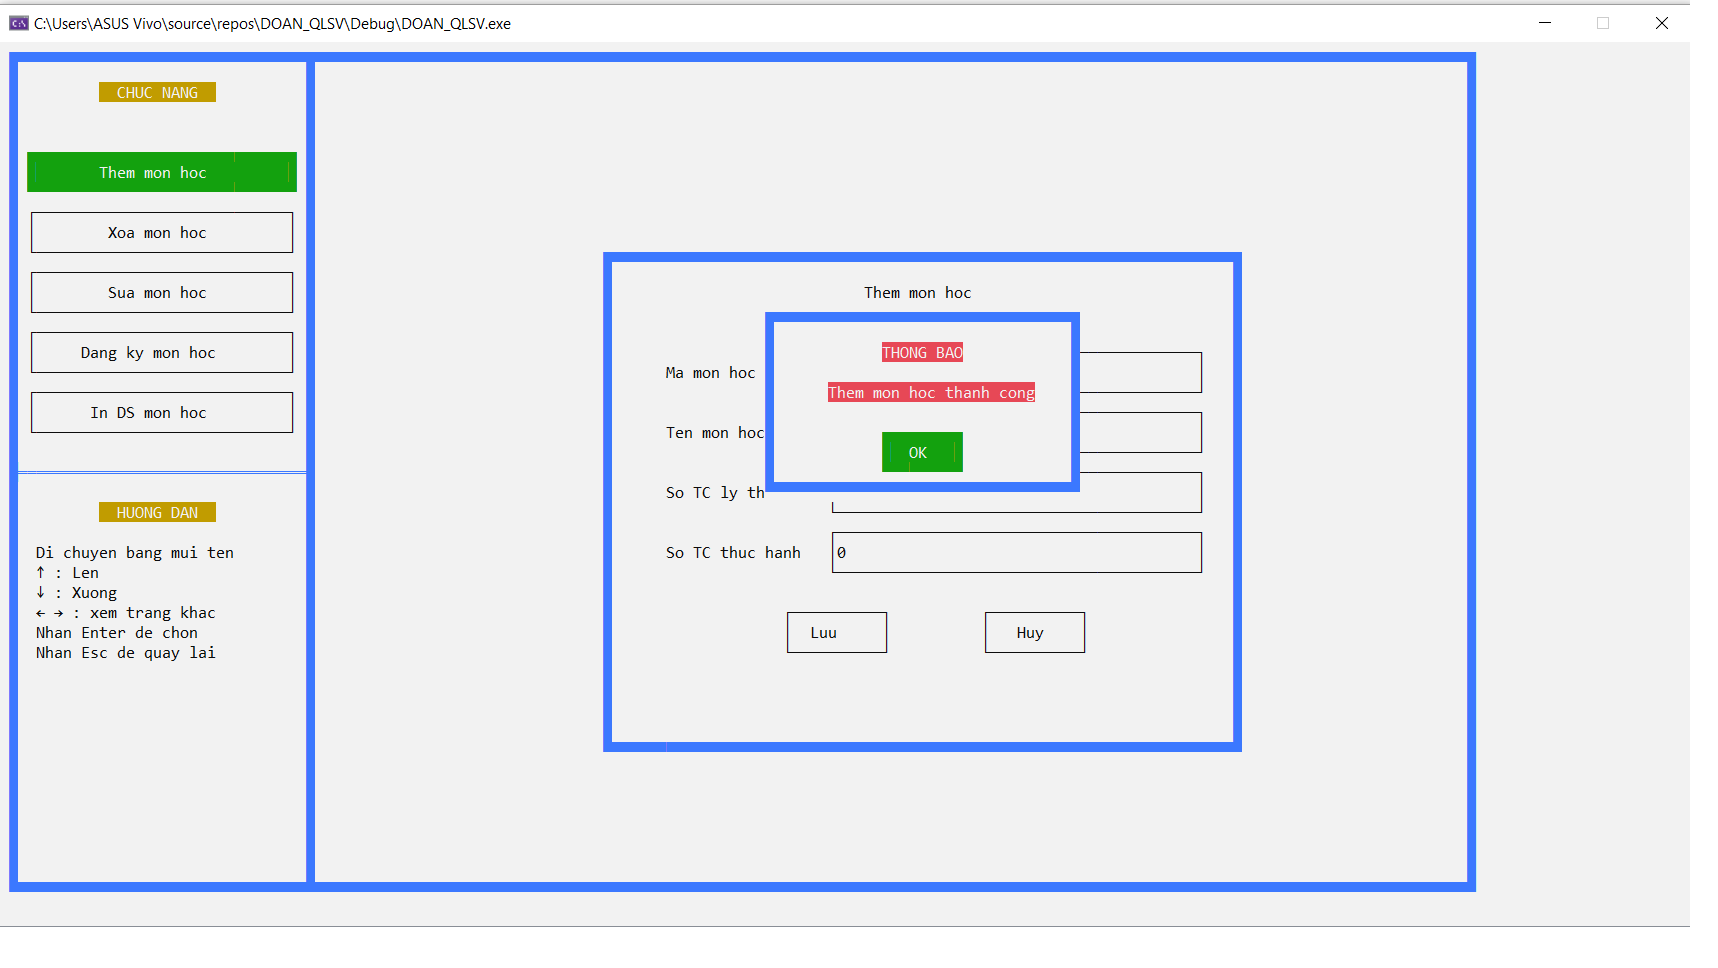 C:\Users\ASUS Vivo\source\repos\DOAN_QLSV\Debug\DOAN_QLSV.exe
CHUC NANG
Them mon hoc
Xoa mon hoc
Sua mon hoc
Dang ky mon hoc
In DS mon hoc
HUONG DAN
Di chuyen bang mui ten
↑ : Len
↓ : Xuong
← → : xem trang khac
Nhan Enter de chon
Nhan Esc de quay lai
Them mon hoc
THONG BAO
Them mon hoc thanh cong
OK
Ma mon hoc
Ten mon hoc
So TC ly th
So TC thuc hanh 0
Luu Huy